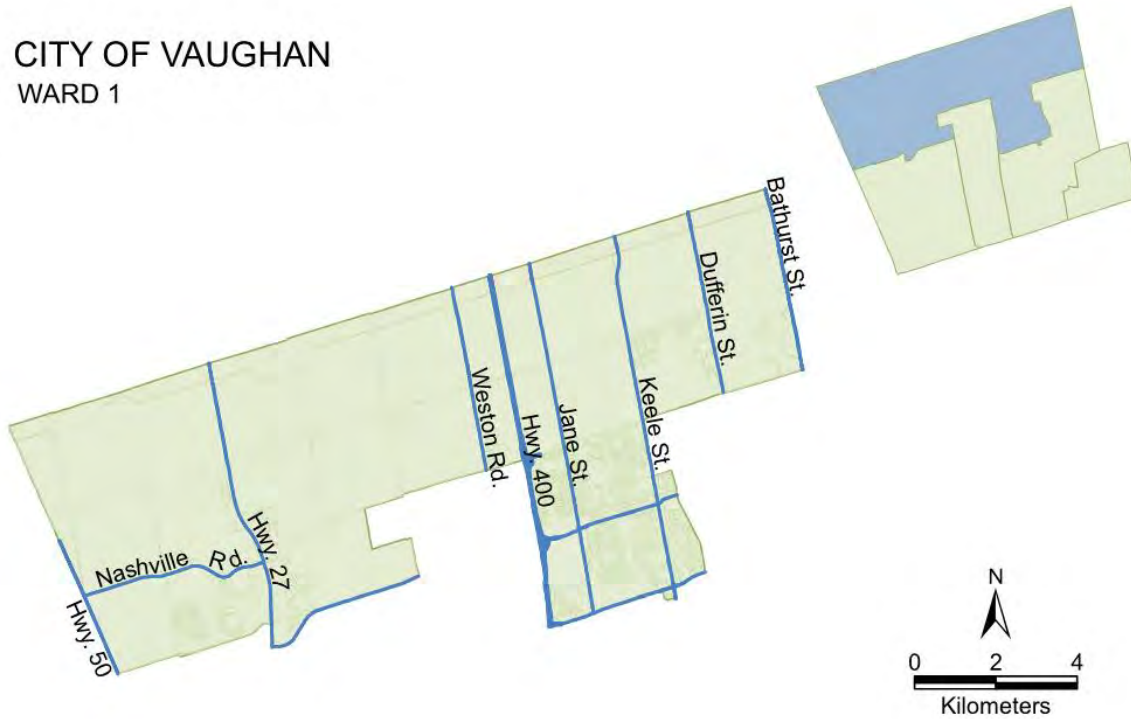 CITY OF VAUGHAN
WARD 1
Bathurst St.
Dufferin St.
Keele St.
Jane St.
Hwy. 400
Weston Rd.
Hwy. 27
Nashville Rd.
Hwy. 50
N
0 2 4
Kilometers